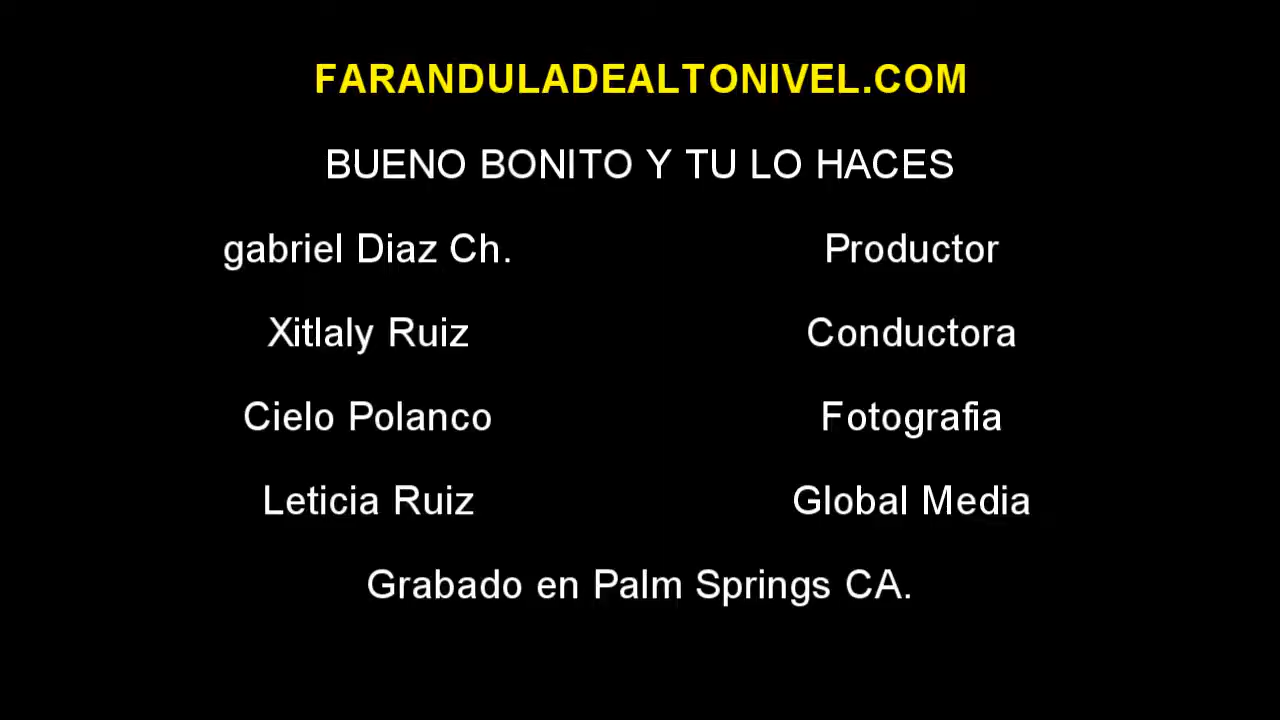 FARANDULADEALTONIVEL.COM
BUENO BONITO Y TU LO HACES
gabriel Diaz Ch. Productor
Xitlaly Ruiz Conductora
Cielo Polanco Fotografia
Leticia Ruiz Global Media
Grabado en Palm Springs CA.